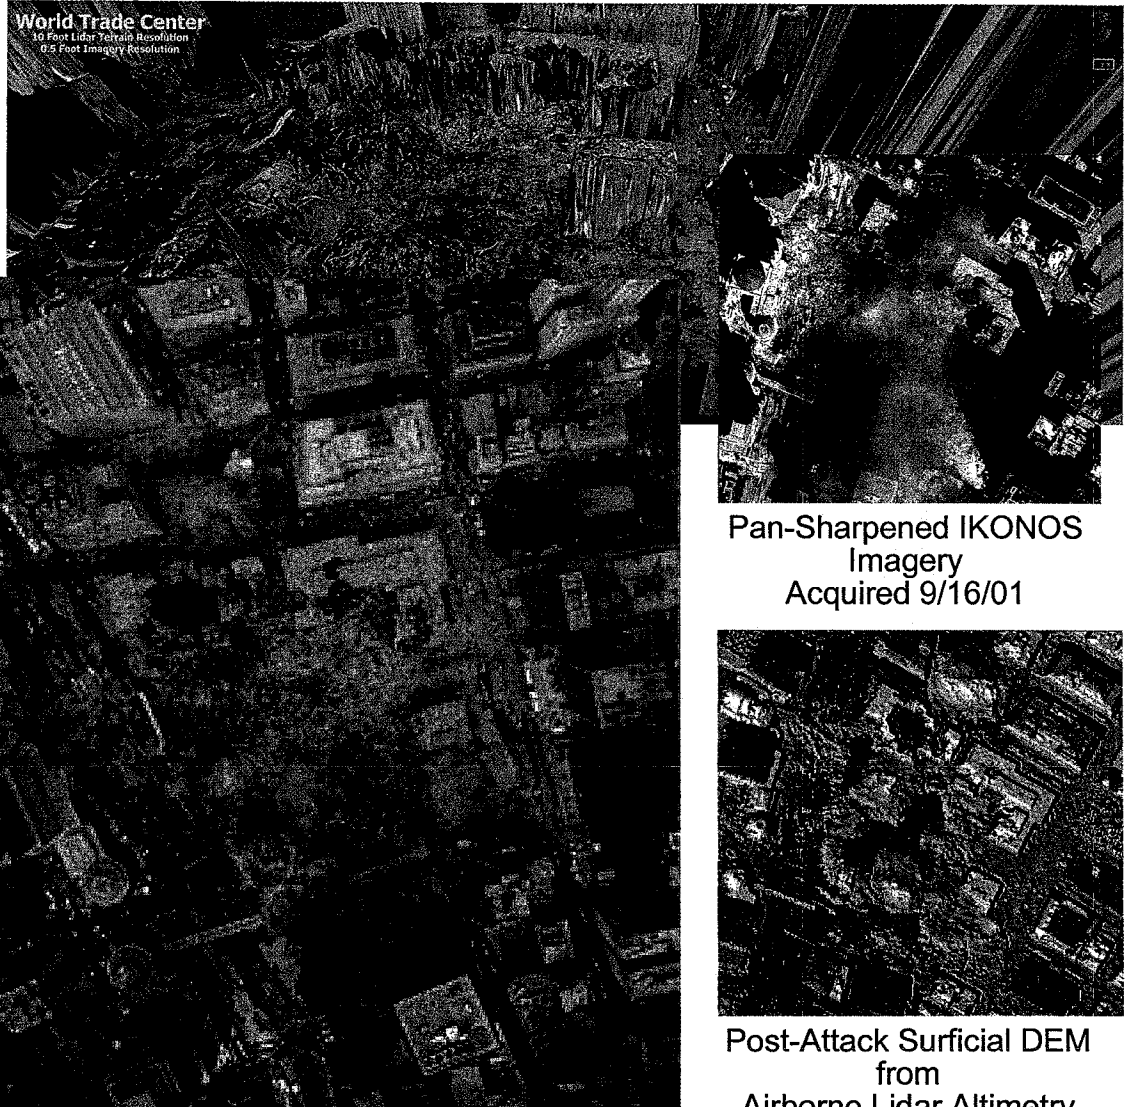 World Trade Center
10 Foot Lidar Terrain Resolution
0.5 Foot Imagery Resolution
Pan-Sharpened IKONOS
Imagery
Acquired 9/16/01
Post-Attack Surficial DEM
from
Airborne Lidar Altimetry